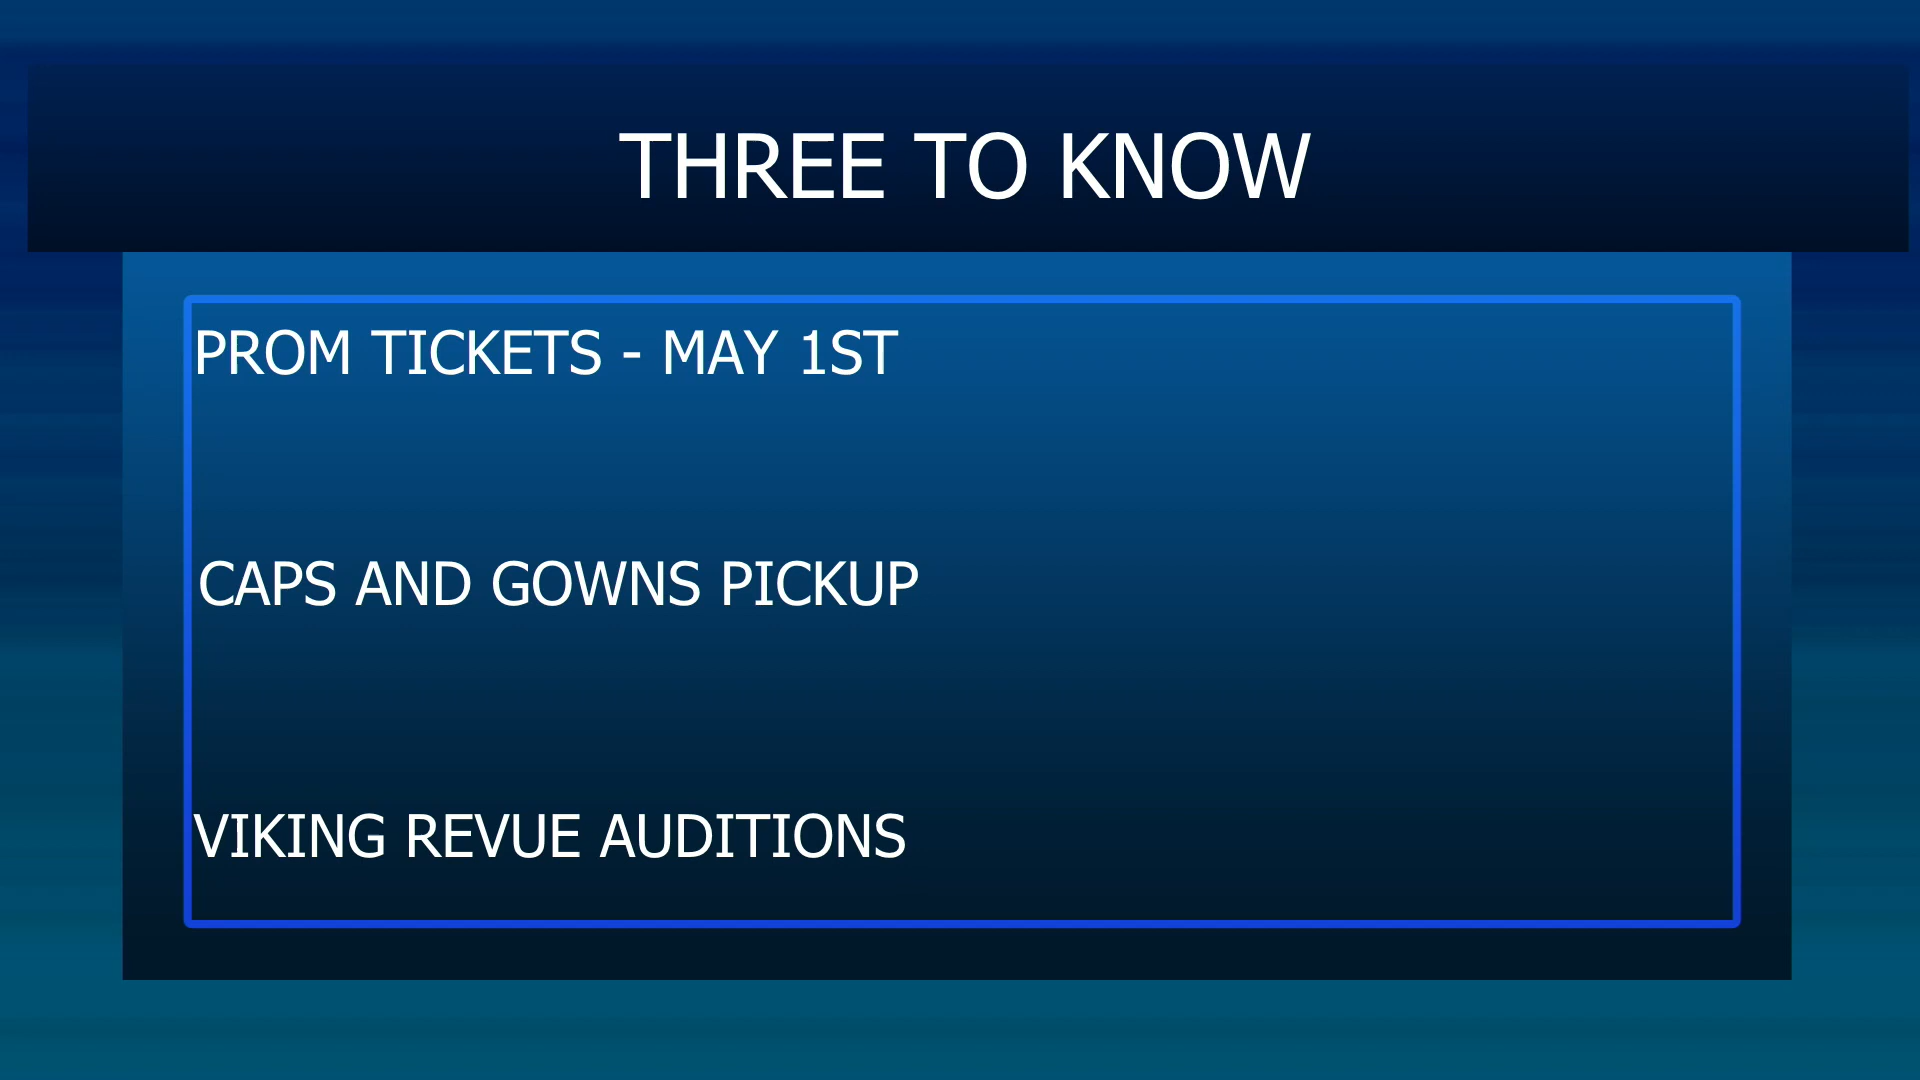 THREE TO KNOW
PROM TICKETS - MAY 1ST
CAPS AND GOWNS PICKUP
VIKING REVUE AUDITIONS